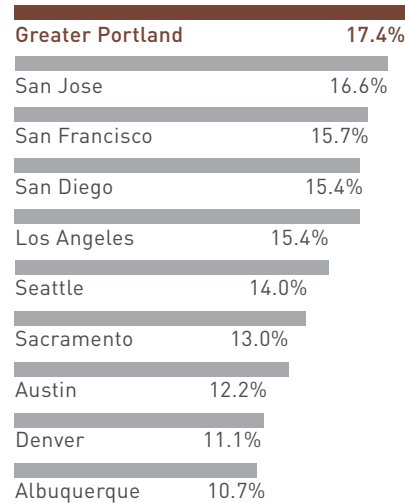 Greater Portland 17.4%
San Jose 16.6%
San Francisco 15.7%
San Diego 15.4%
Los Angeles 15.4%
Seattle 14.0%
Sacramento 13.0%
Austin 12.2%
Denver 11.1%
Albuquerque 10.7%